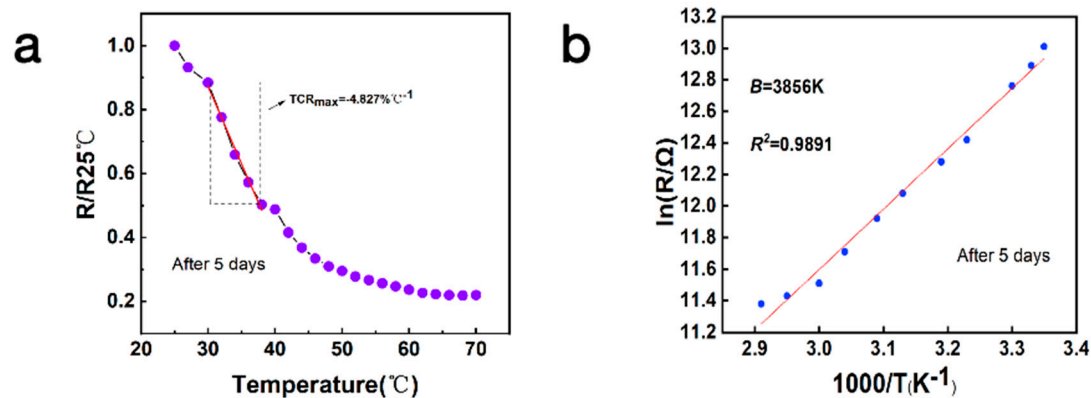 a
R/R25℃
1.0
0.8
0.6
0.4
0.2
TCRmax=-4.827%℃-1
After 5 days
20 30 40 50 60 70
Temperature(℃)
b
ln(R/Ω)
13.0
12.8
12.6
12.4
12.2
12.0
11.8
11.6
11.4
11.2
B=3856K
R²=0.9891
After 5 days
2.9 3.0 3.1 3.2 3.3 3.4
1000/T(K⁻¹)